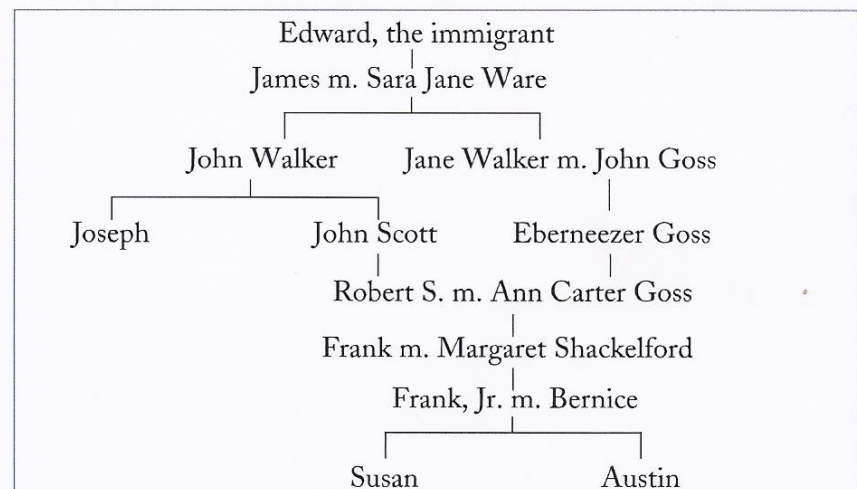 Edward, the immigrant
James m. Sara Jane Ware
John Walker Jane Walker m. John Goss
Joseph John Scott Eberneezer Goss
Robert S. m. Ann Carter Goss
Frank m. Margaret Shackelford
Frank, Jr. m. Bernice
Susan Austin